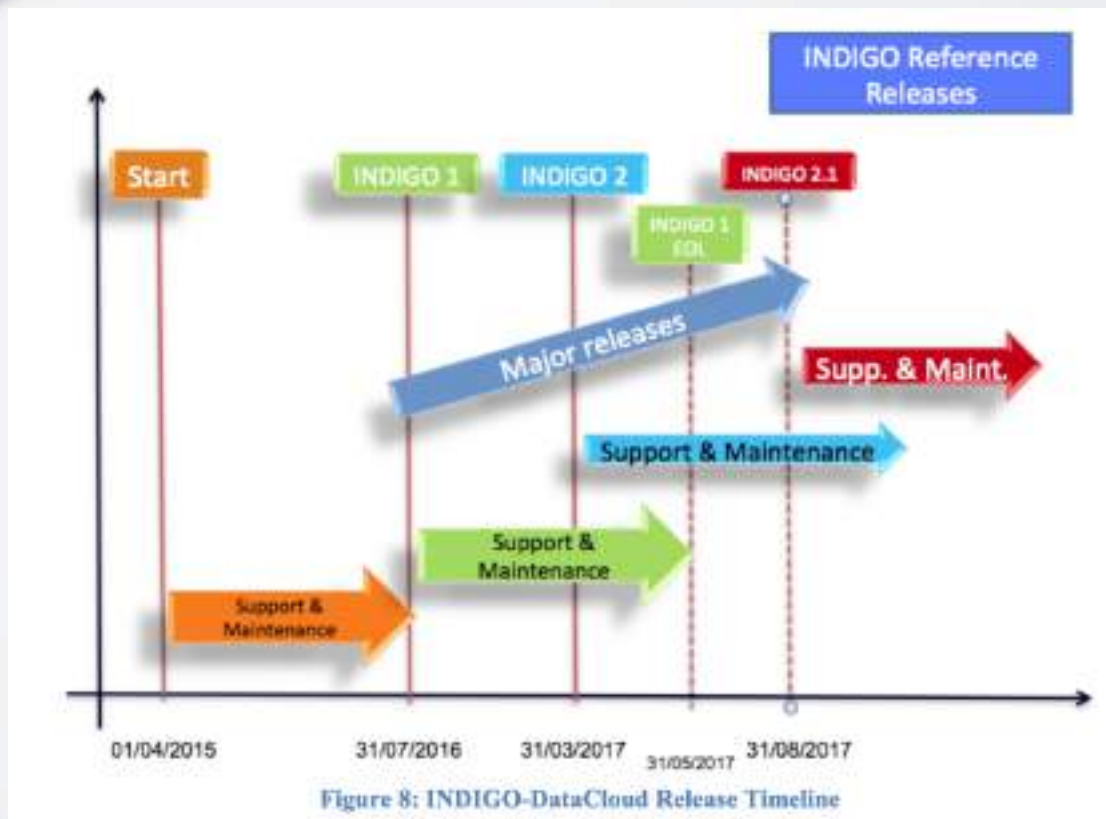 INDIGO Reference
Releases
Start
INDIGO 1
INDIGO 2
INDIGO 2.1
INDIGO 1
EOL
Major releases
Supp. & Maint.
Support & Maintenance
Support &
Maintenance
Support &
Maintenance
01/04/2015
31/07/2016
31/03/2017
31/05/2017
31/08/2017
Figure 8: INDIGO-DataCloud Release Timeline